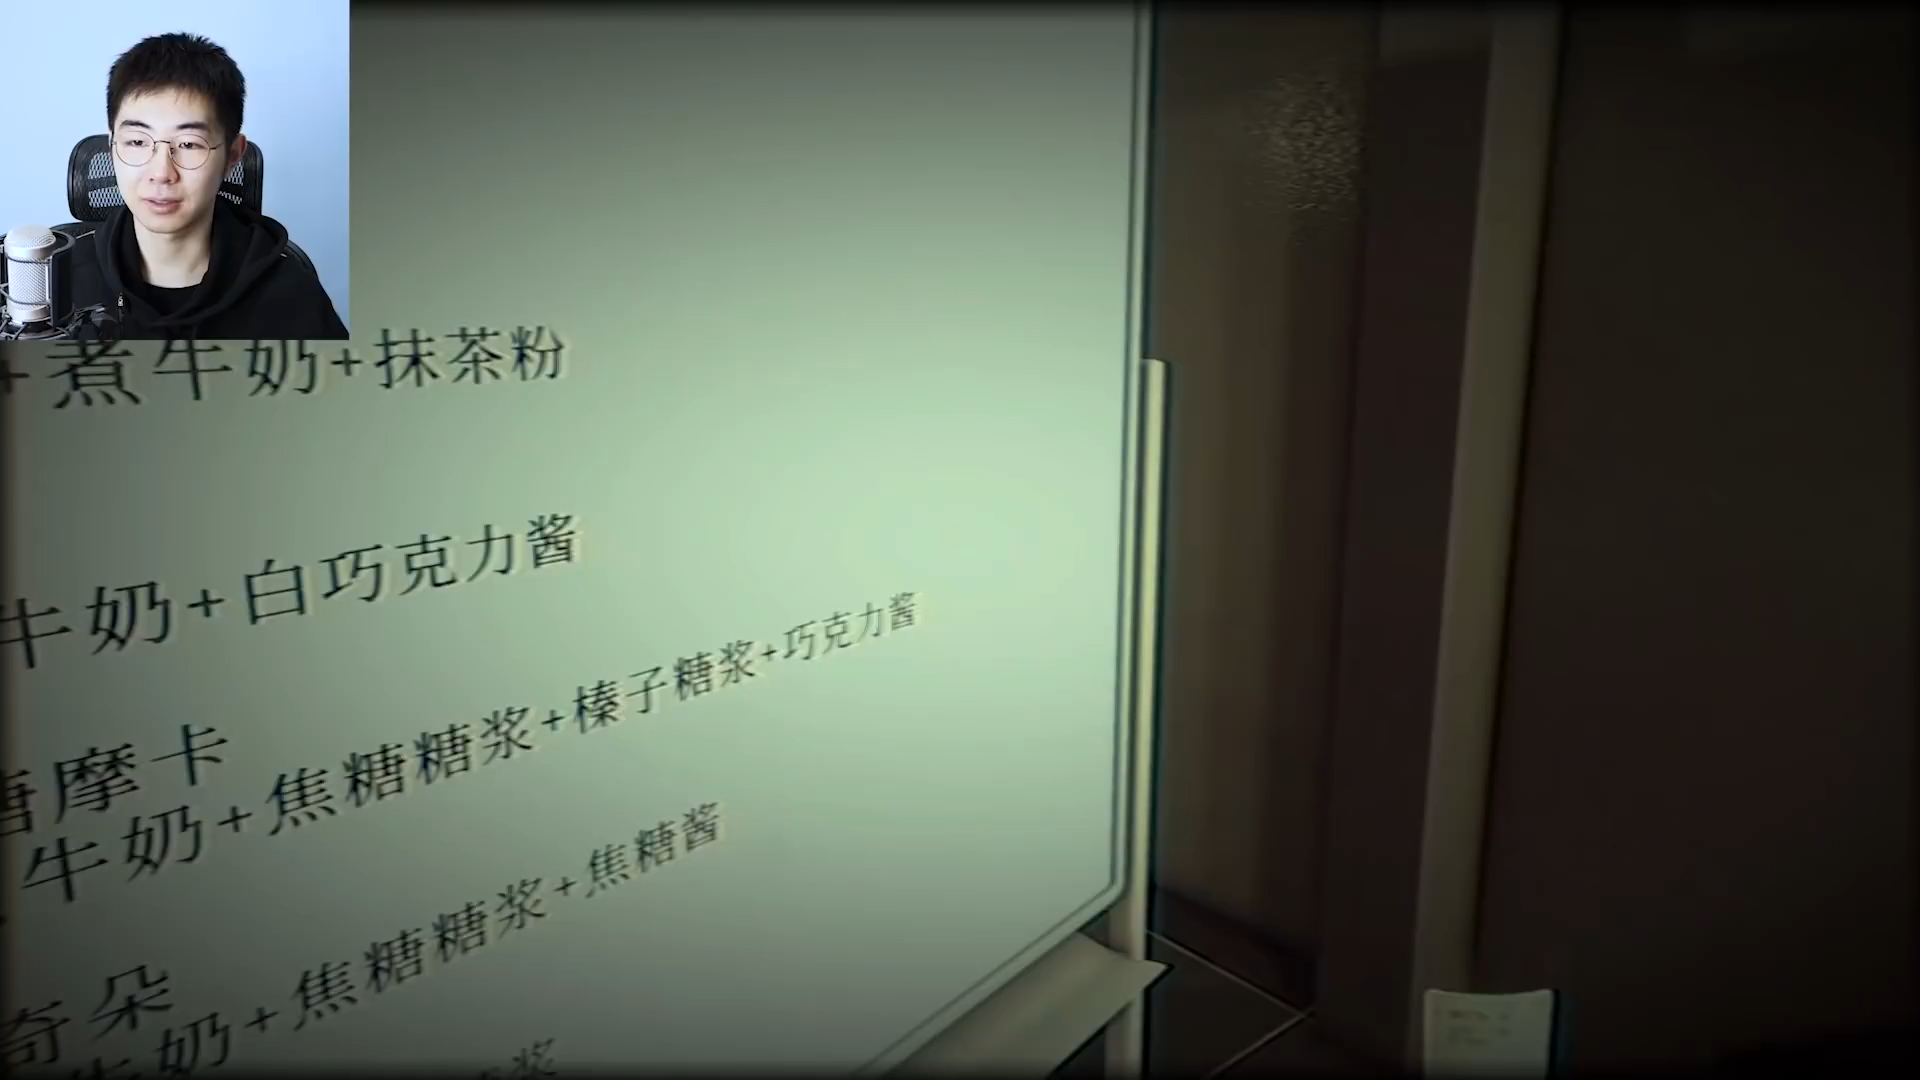 +煮牛奶+抹茶粉
牛奶+白巧克力酱
糖摩卡
牛奶+焦糖糖浆+榛子糖浆+巧克力酱
奇朵
牛奶+焦糖糖浆+焦糖酱
浆